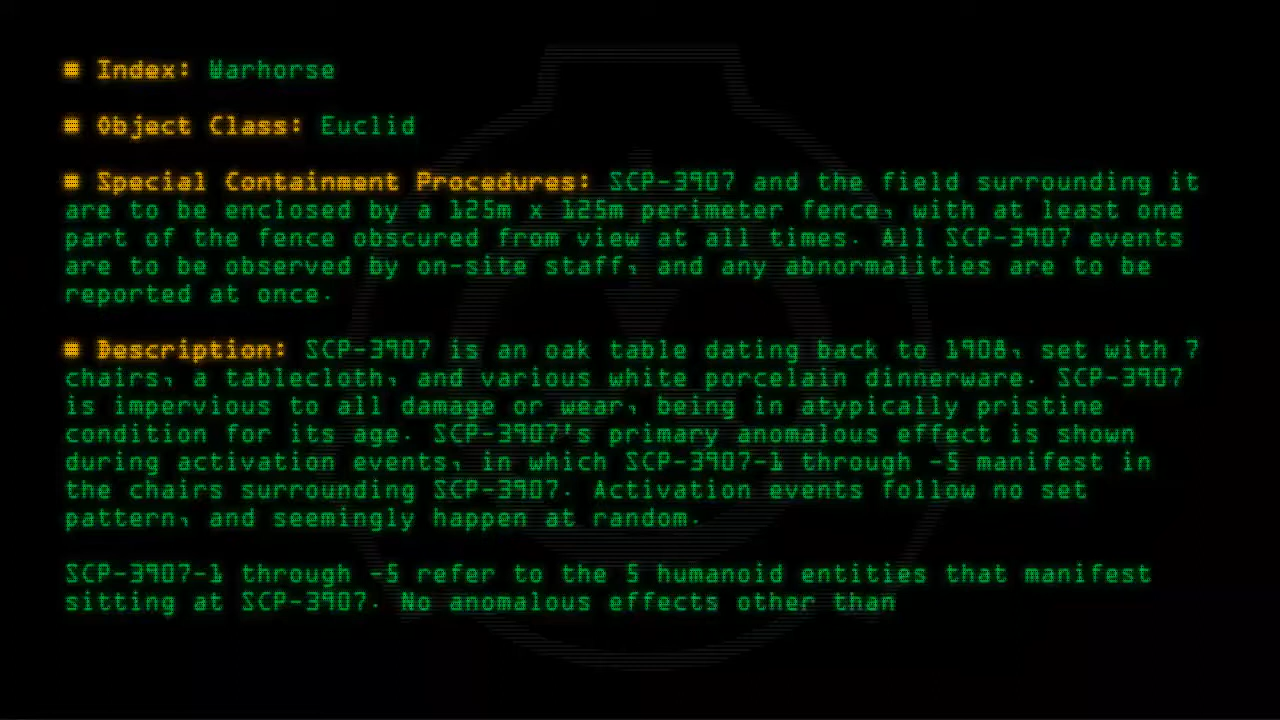 ■ Index: Warhorse
■ Object Class: Euclid
■ Special Containment Procedures: SCP-3907 and the field surrounding it
are to be enclosed by a 125m x 125m perimeter fence, with at least one
part of the fence obscured from view at all times. All SCP-3907 events
are to be observed by on-site staff, and any abnormalities are to be
reported at once.
■ Description: SCP-3907 is an oak table dating back to 1908, set with 7
chairs, a tablecloth, and various white porcelain dinnerware. SCP-3907
is impervious to all damage or wear, being in atypically pristine
condition for its age. SCP-3907's primary anomalous effect is shown
during activation events, in which SCP-3907-1 through -5 manifest in
the chairs surrounding SCP-3907. Activation events follow no set
pattern, and seemingly happen at random.
SCP-3907-1 through -5 refer to the 5 humanoid entities that manifest
sitting at SCP-3907. No anomalous effects other than